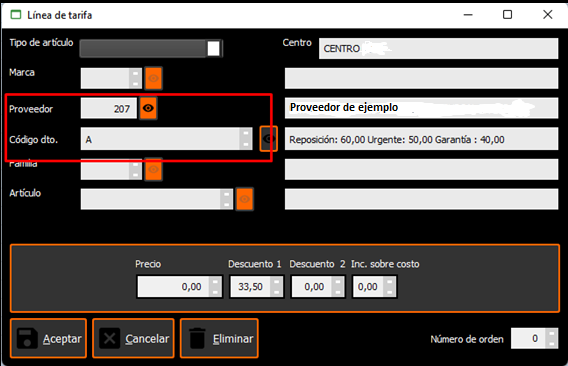 Línea de tarifa
Tipo de artículo Centro CENTRO
Marca
Proveedor 207 Proveedor de ejemplo
Código dto. A Reposición: 60,00 Urgente: 50,00 Garantía : 40,00
Familia
Artículo
Precio Descuento 1 Descuento 2 Inc. sobre costo
0,00 33,50 0,00 0,00
Aceptar Cancelar Eliminar Número de orden 0